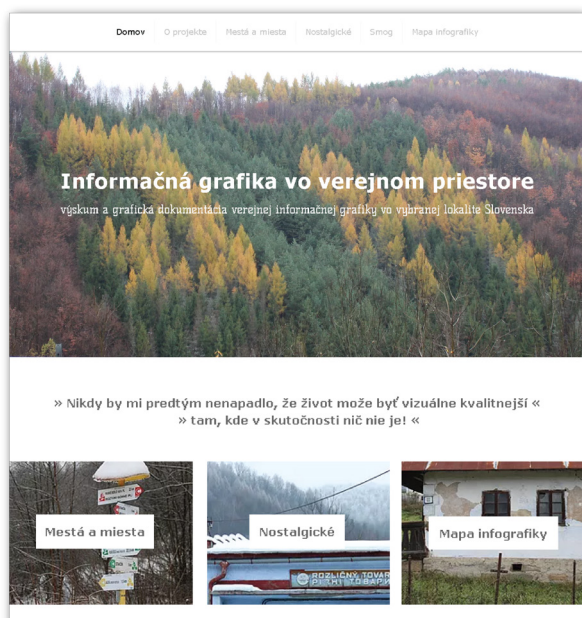 Domov
O projekte
Mestá a miesta
Nostalgické
Smog
Mapa infografiky
Informačná grafika vo verejnom priestore
výskum a grafická dokumentácia verejnej informačnej grafiky vo vybranej lokalite Slovenska
» Nikdy by mi predtým nenapadlo, že život može byť vizuálne kvalitnejší «
» tam, kde v skutočnosti nič nie je! «
Mestá a miesta
Nostalgické
Mapa infografiky
ROZLIČNÝ TOVAR